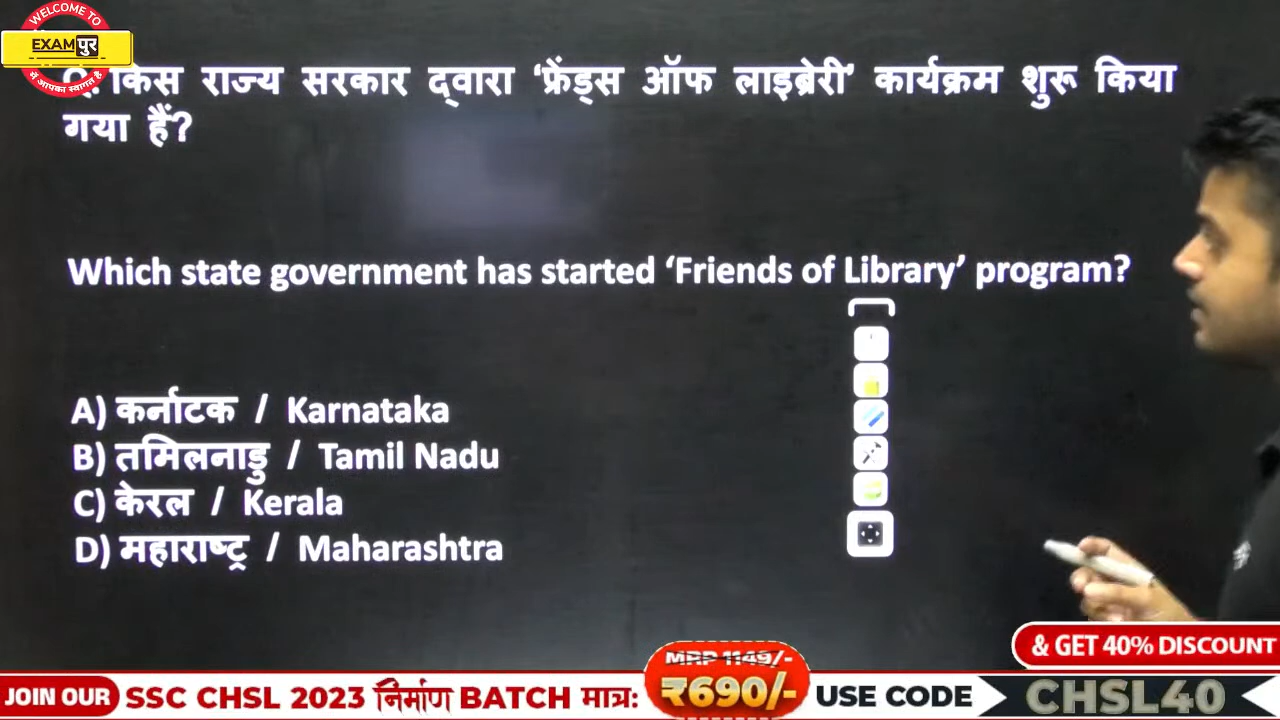 WELCOME TO
EXAMपुर
में आपका स्वागत है
किस राज्य सरकार द्वारा ‘फ्रेंड्स ऑफ लाइब्रेरी’ कार्यक्रम शुरू किया
गया हैं?
Which state government has started ‘Friends of Library’ program?
A) कर्नाटक / Karnataka
B) तमिलनाडु / Tamil Nadu
C) केरल / Kerala
D) महाराष्ट्र / Maharashtra
& GET 40% DISCOUNT
JOIN OUR SSC CHSL 2023 निर्माण BATCH मात्र: MRP 1149/- ₹690/- USE CODE CHSL40